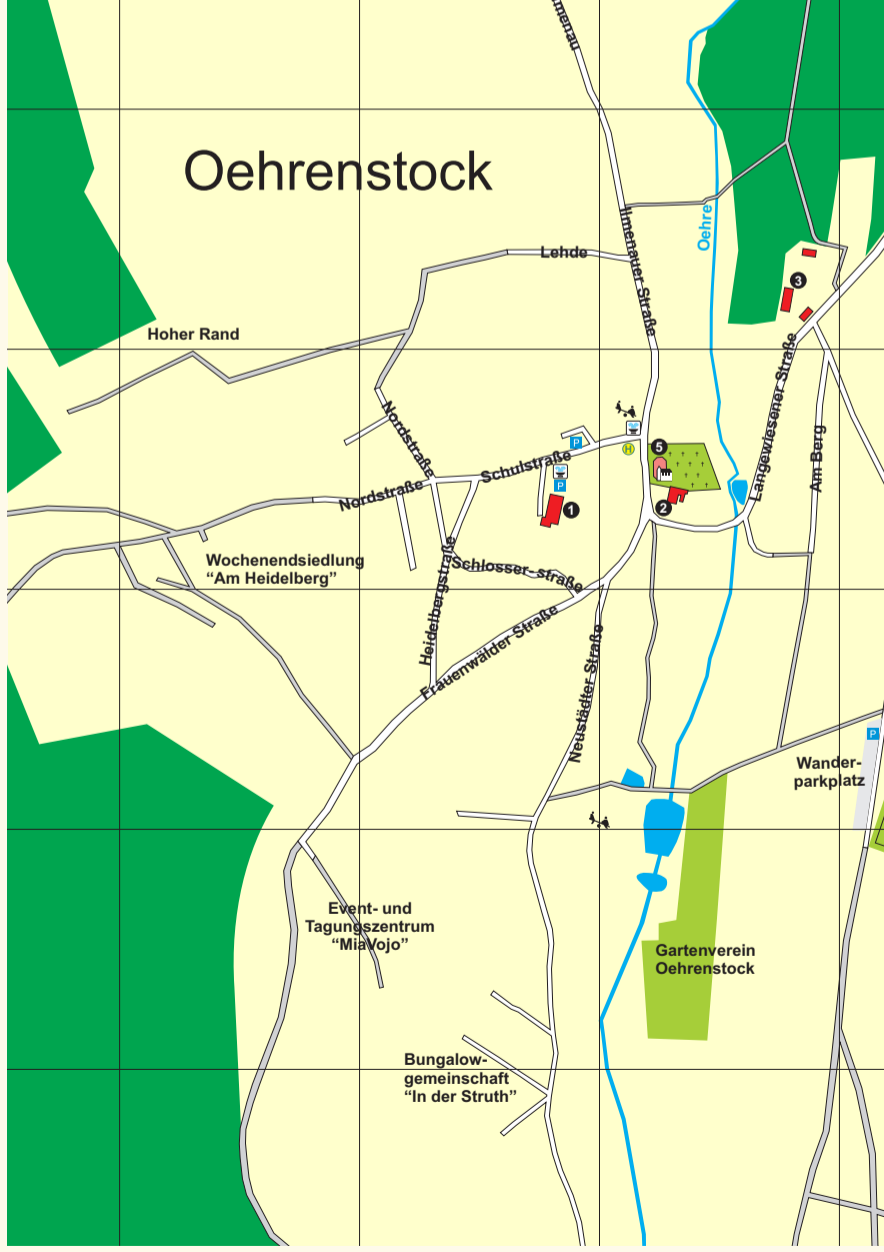 lmenau
Oehrenstock
Oehre
Ilmenauer Straße
Lehde
3
Hoher Rand
Langewiesener Straße
Nordstraße
Am Berg
5
P
H
Schulstraße
Nordstraße
P
1
2
Wochenendsiedlung
“Am Heidelberg”
Schlosser-straße
Heidelbergstraße
Frauenwälder Straße
Neustädter Straße
P
Wander-
parkplatz
Event- und
Tagungszentrum
“MiaVojo”
Gartenverein
Oehrenstock
Bungalow-
gemeinschaft
“In der Struth”